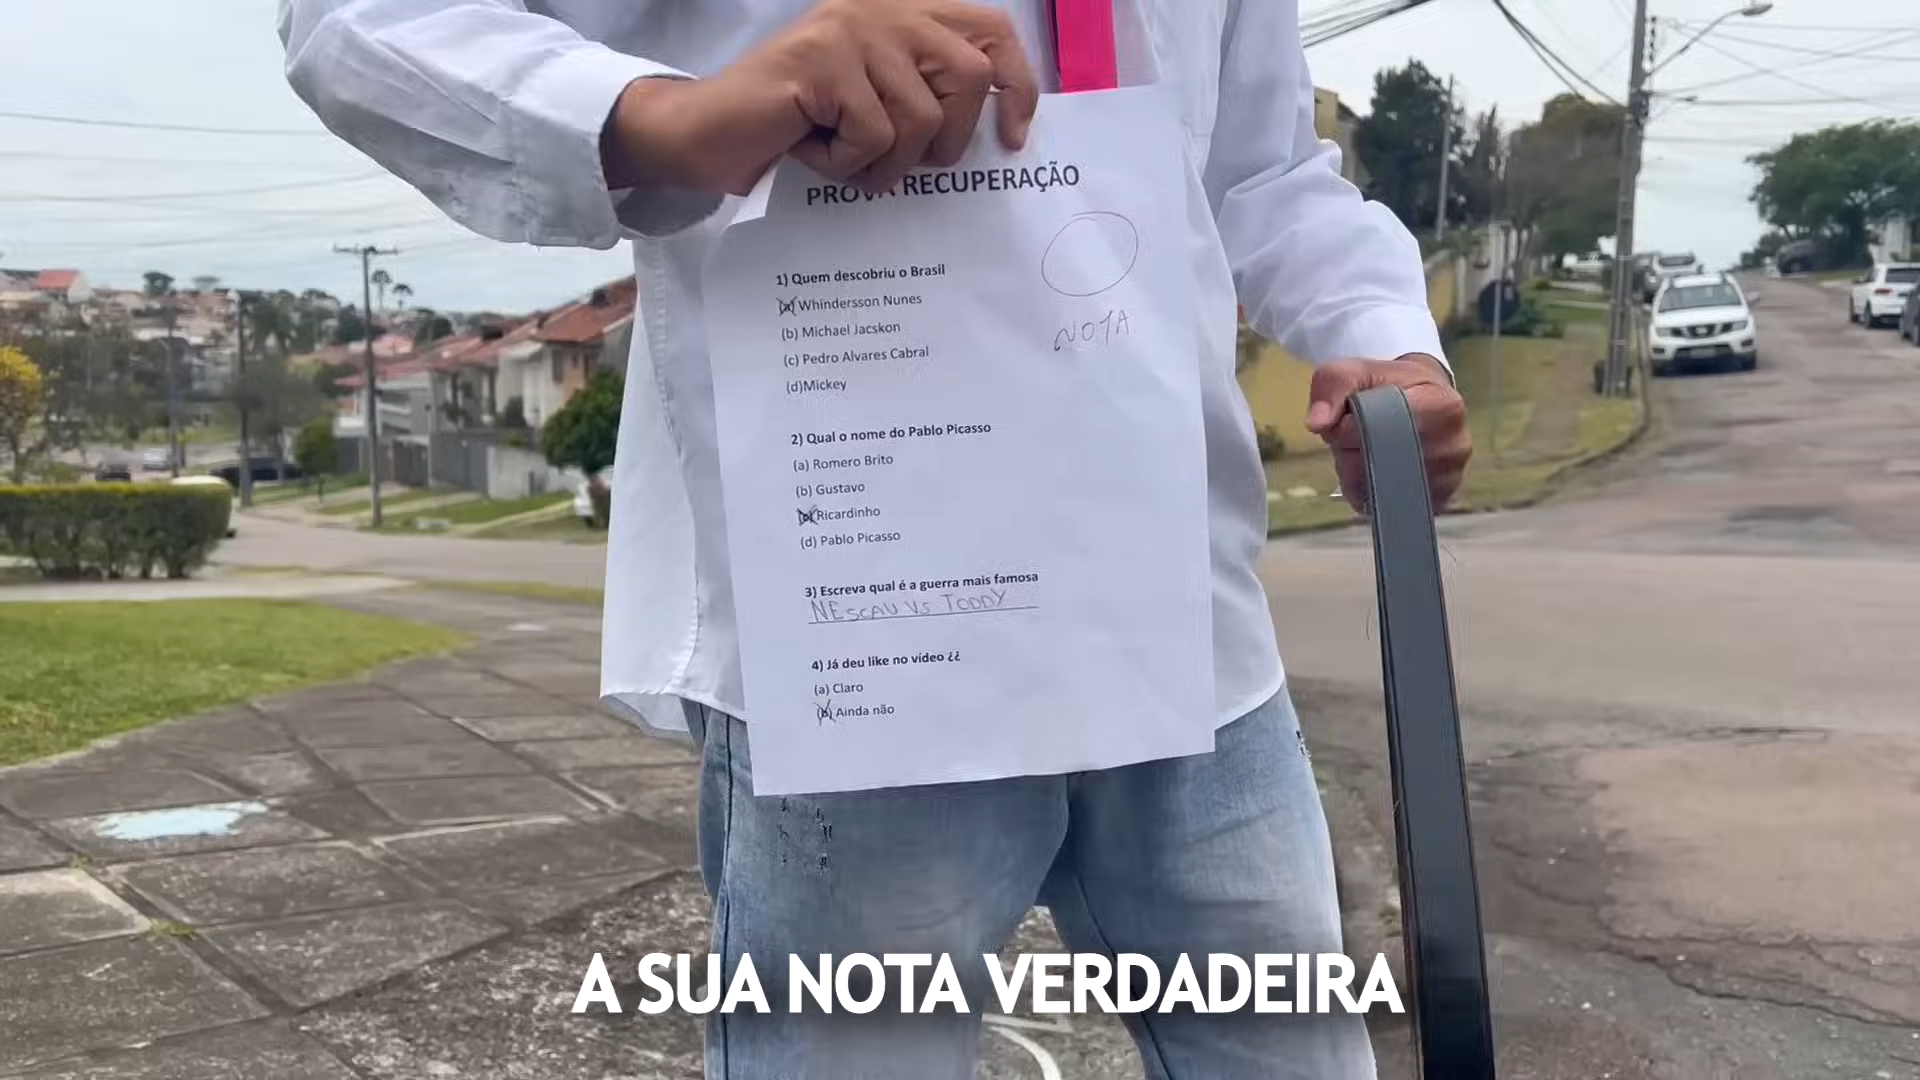 PROVA RECUPERAÇÃO
1) Quem descobriu o Brasil
(a) Whindersson Nunes
(b) Michael Jacskon
(c) Pedro Alvares Cabral
(d)Mickey
NOTA
2) Qual o nome do Pablo Picasso
(a) Romero Brito
(b) Gustavo
(c) Ricardinho
(d) Pablo Picasso
3) Escreva qual é a guerra mais famosa
NESCAU VS TODDY
4) Já deu like no vídeo ¿¿
(a) Claro
(b) Ainda não
A SUA NOTA VERDADEIRA